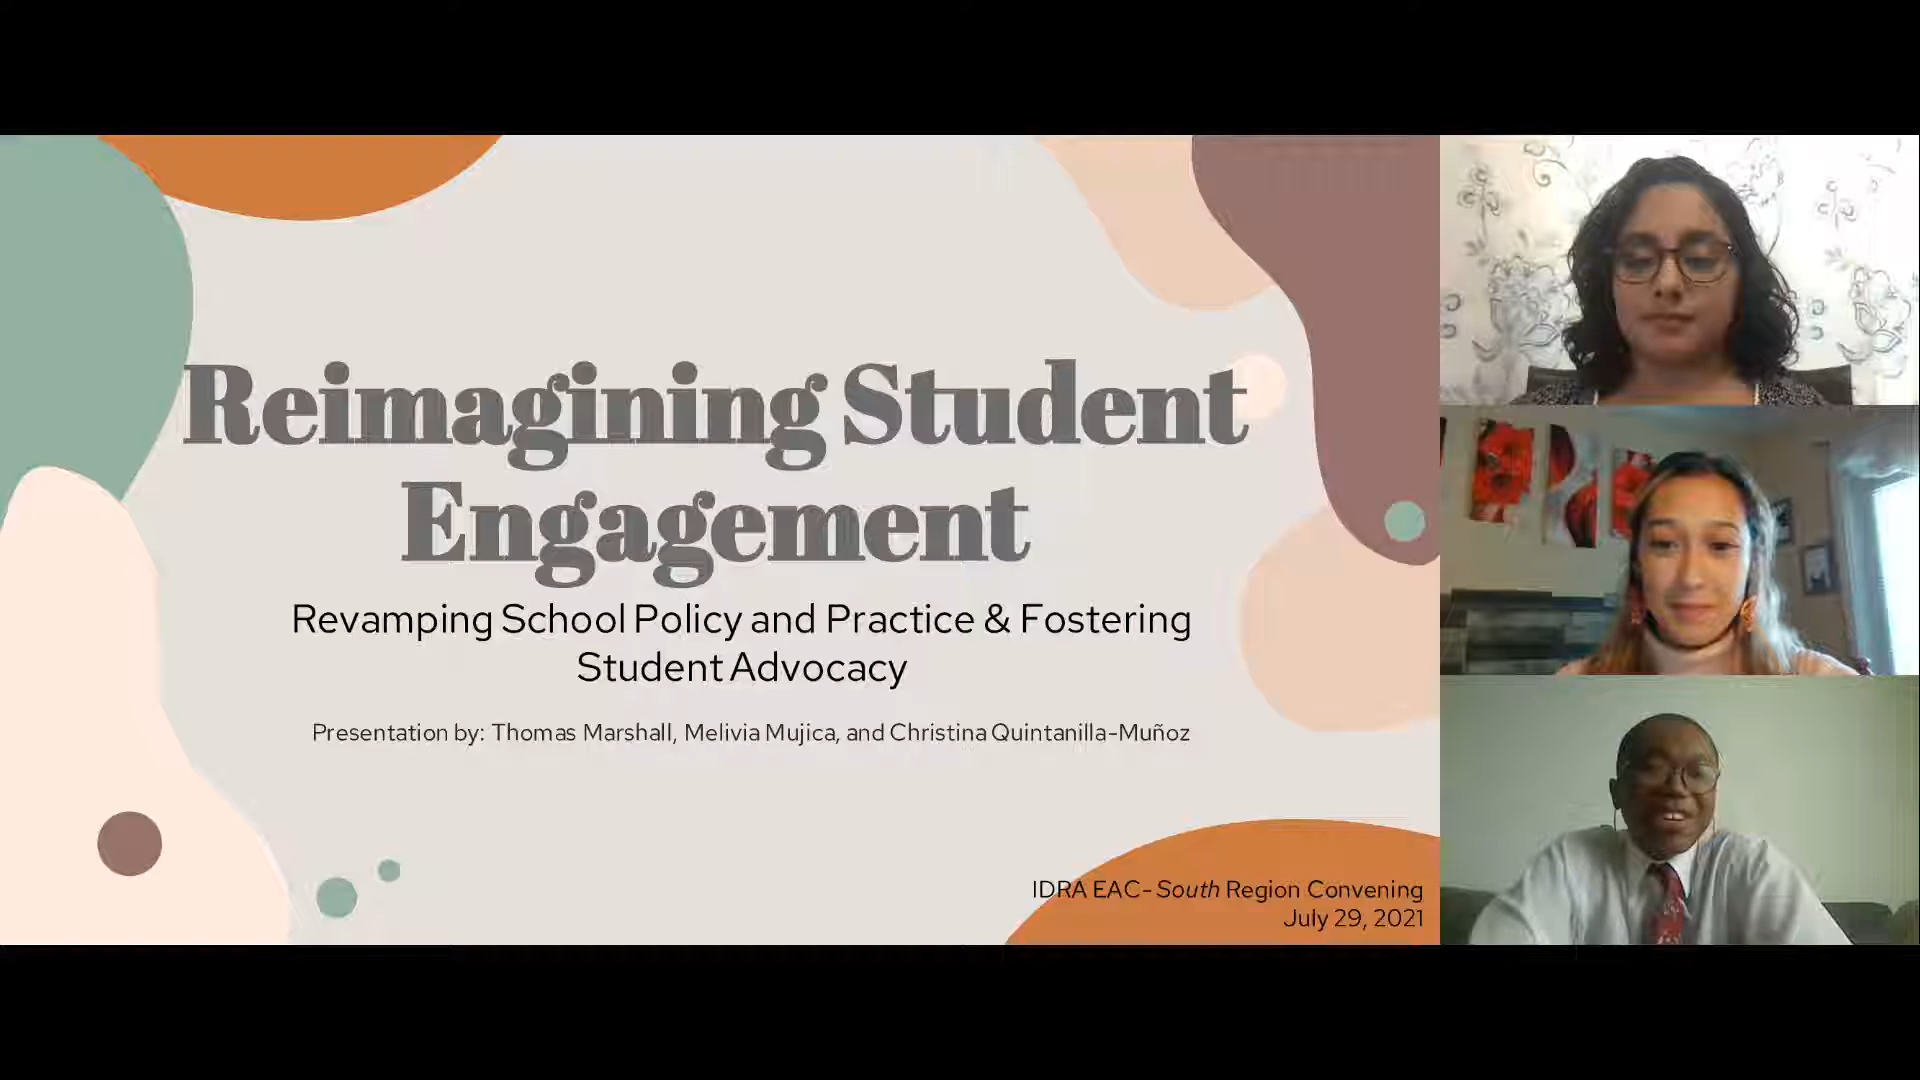 Reimagining Student
Engagement
Revamping School Policy and Practice & Fostering
Student Advocacy
Presentation by: Thomas Marshall, Melivia Mujica, and Christina Quintanilla-Muñoz
IDRA EAC- South Region Convening
July 29, 2021